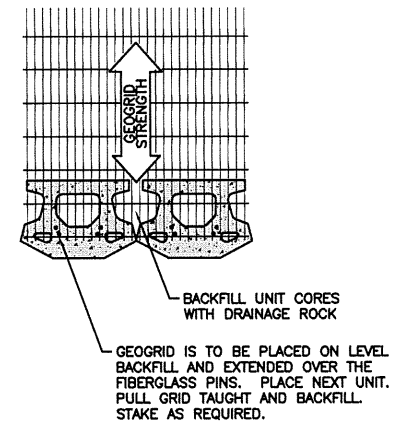 GEOGRID
STRENGTH
BACKFILL UNIT CORES
WITH DRAINAGE ROCK
GEOGRID IS TO BE PLACED ON LEVEL
BACKFILL AND EXTENDED OVER THE
FIBERGLASS PINS. PLACE NEXT UNIT.
PULL GRID TAUGHT AND BACKFILL.
STAKE AS REQUIRED.